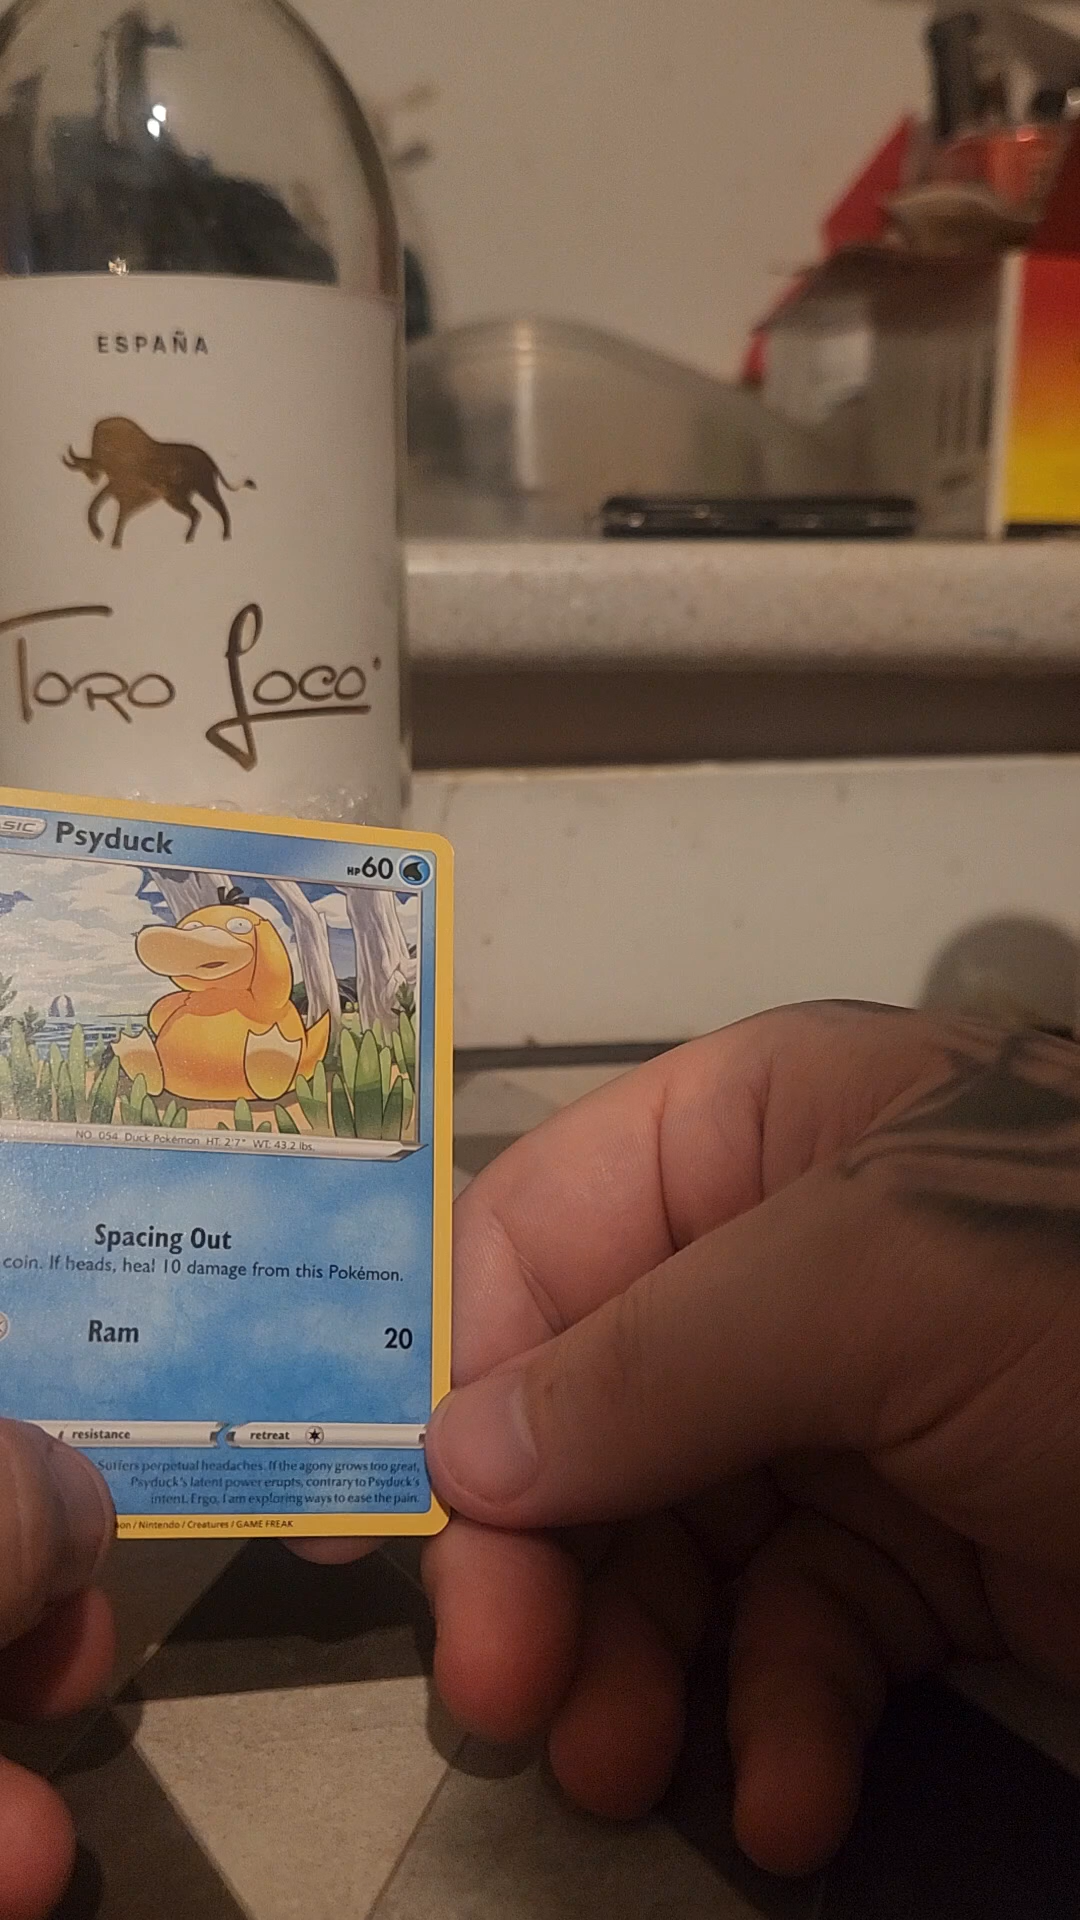 ESPAÑA
TORO Loco
Psyduck
HP 60
NO. 054 Duck Pokémon HT: 2'7" WT: 43.2 lbs.
Spacing Out
coin. If heads, heal 10 damage from this Pokémon.
Ram 20
resistance retreat
Suffers perpetual headaches. If the agony grows too great,
Psyduck's latent power erupts, contrary to Psyduck's
intent. Ergo, I am exploring ways to ease the pain.
/ Nintendo / Creatures / GAME FREAK